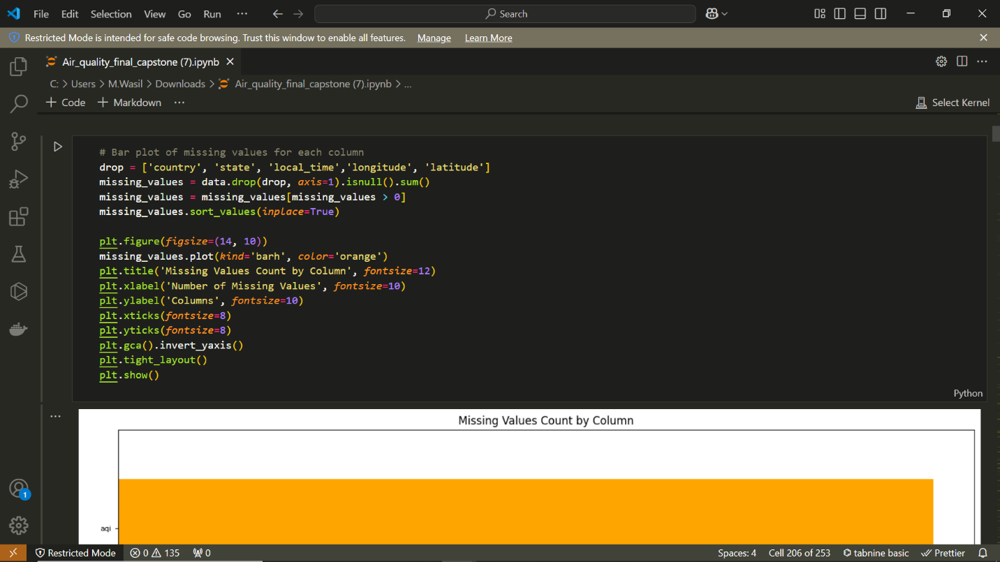 File Edit Selection View Go Run ··· Search
Restricted Mode is intended for safe code browsing. Trust this window to enable all features. Manage Learn More
Air_quality_final_capstone (7).ipynb
C: > Users > M.Wasil > Downloads > Air_quality_final_capstone (7).ipynb > ...
+ Code + Markdown ··· Select Kernel
# Bar plot of missing values for each column
drop = ['country', 'state', 'local_time','longitude', 'latitude']
missing_values = data.drop(drop, axis=1).isnull().sum()
missing_values = missing_values[missing_values > 0]
missing_values.sort_values(inplace=True)
plt.figure(figsize=(14, 10))
missing_values.plot(kind='barh', color='orange')
plt.title('Missing Values Count by Column', fontsize=12)
plt.xlabel('Number of Missing Values', fontsize=10)
plt.ylabel('Columns', fontsize=10)
plt.xticks(fontsize=8)
plt.yticks(fontsize=8)
plt.gca().invert_yaxis()
plt.tight_layout()
plt.show()
Python
Missing Values Count by Column
aqi
1
Restricted Mode 0 135 0 Spaces: 4 Cell 206 of 253 tabnine basic Prettier